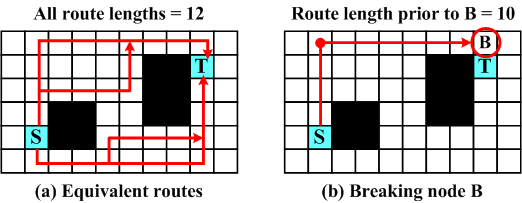 All route lengths = 12
Route length prior to B = 10
T
S
B
T
S
(a) Equivalent routes
(b) Breaking node B